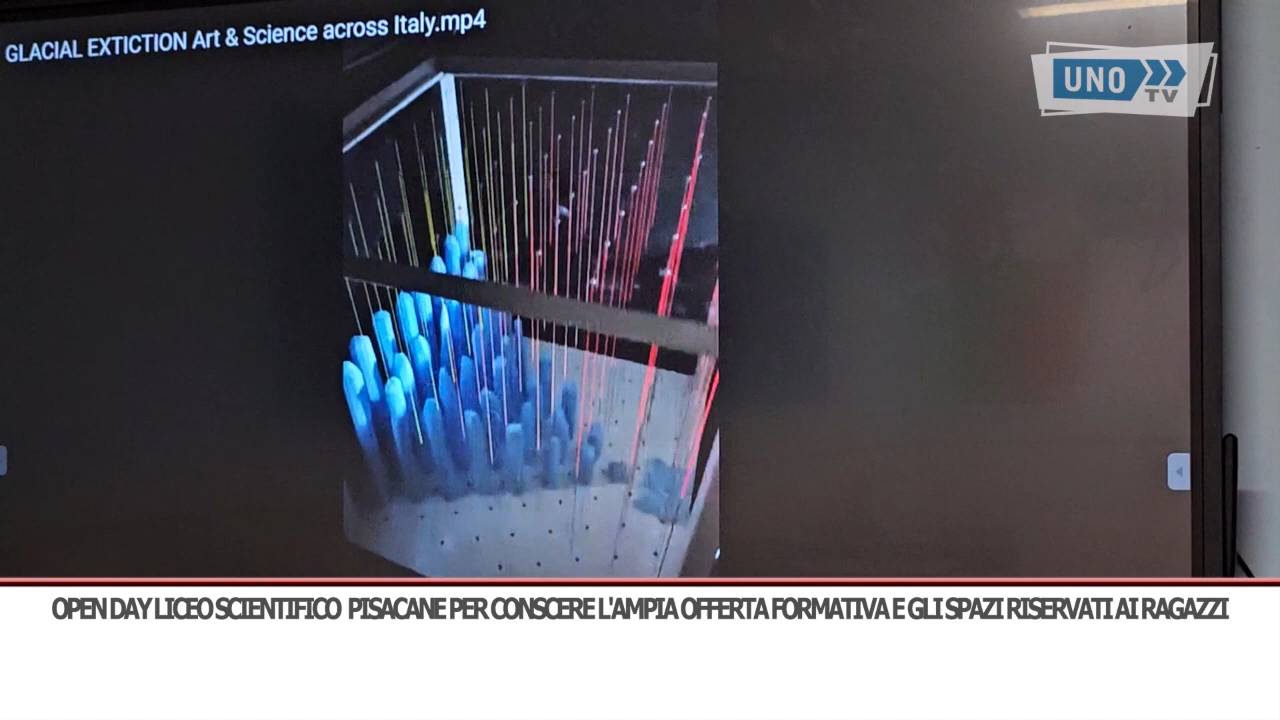 GLACIAL EXTICTION Art & Science across Italy.mp4
UNO
TV
OPEN DAY LICEO SCIENTIFICO PISACANE PER CONSCERE L'AMPIA OFFERTA FORMATIVA E GLI SPAZI RISERVATI AI RAGAZZI